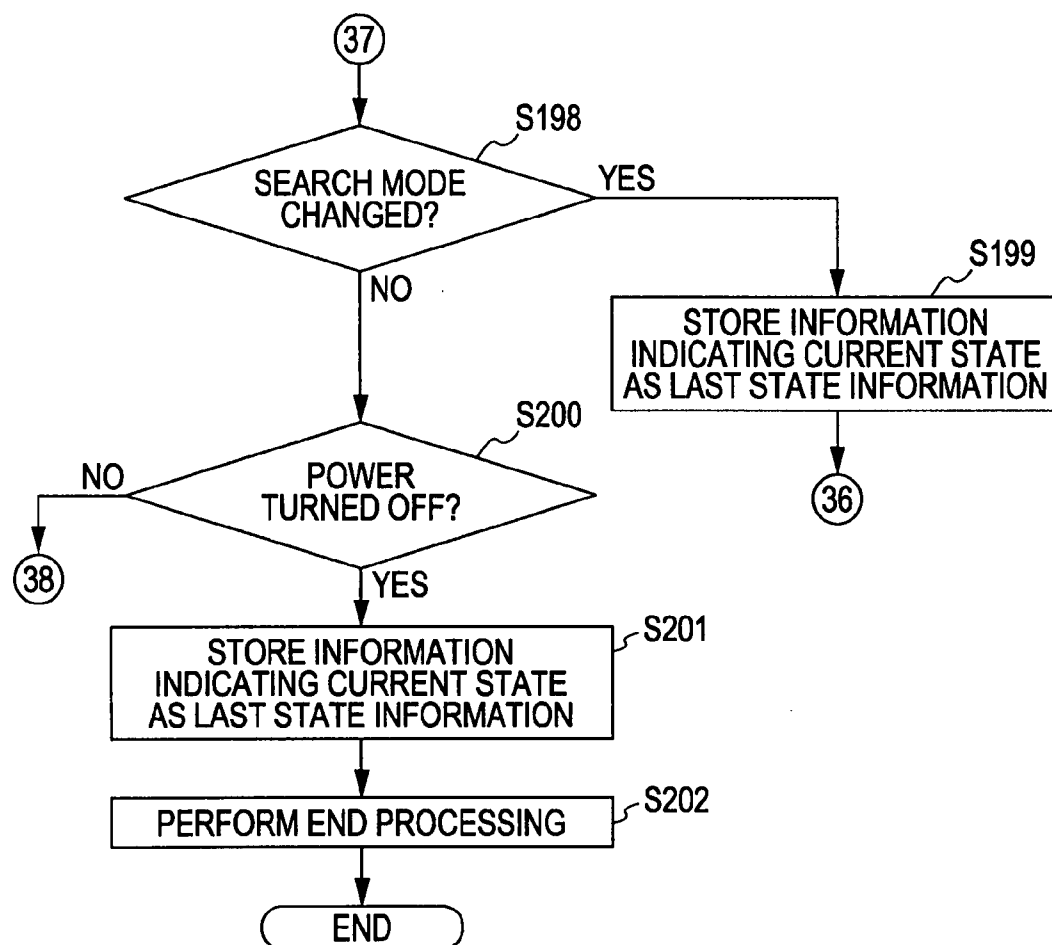 37
S198
SEARCH MODE
CHANGED?
YES
NO
S199
STORE INFORMATION
INDICATING CURRENT STATE
AS LAST STATE INFORMATION
36
S200
POWER
TURNED OFF?
NO
38
YES
S201
STORE INFORMATION
INDICATING CURRENT STATE
AS LAST STATE INFORMATION
S202
PERFORM END PROCESSING
END